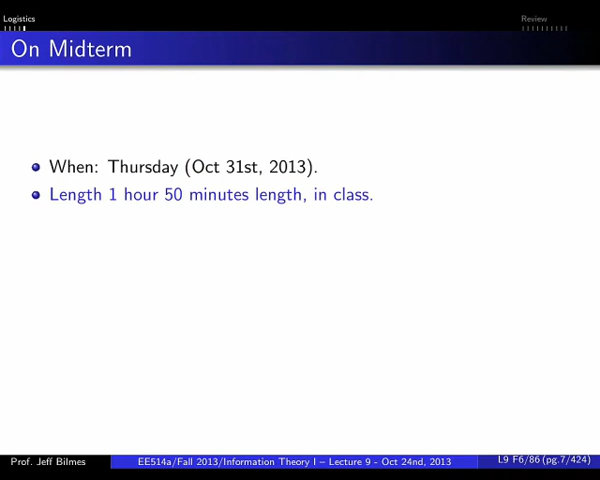 Logistics
Review
On Midterm
When: Thursday (Oct 31st, 2013).
Length 1 hour 50 minutes length, in class.
Prof. Jeff Bilmes
EE514a/Fall 2013/Information Theory I – Lecture 9 - Oct 24nd, 2013
L9 F6/86 (pg.7/424)